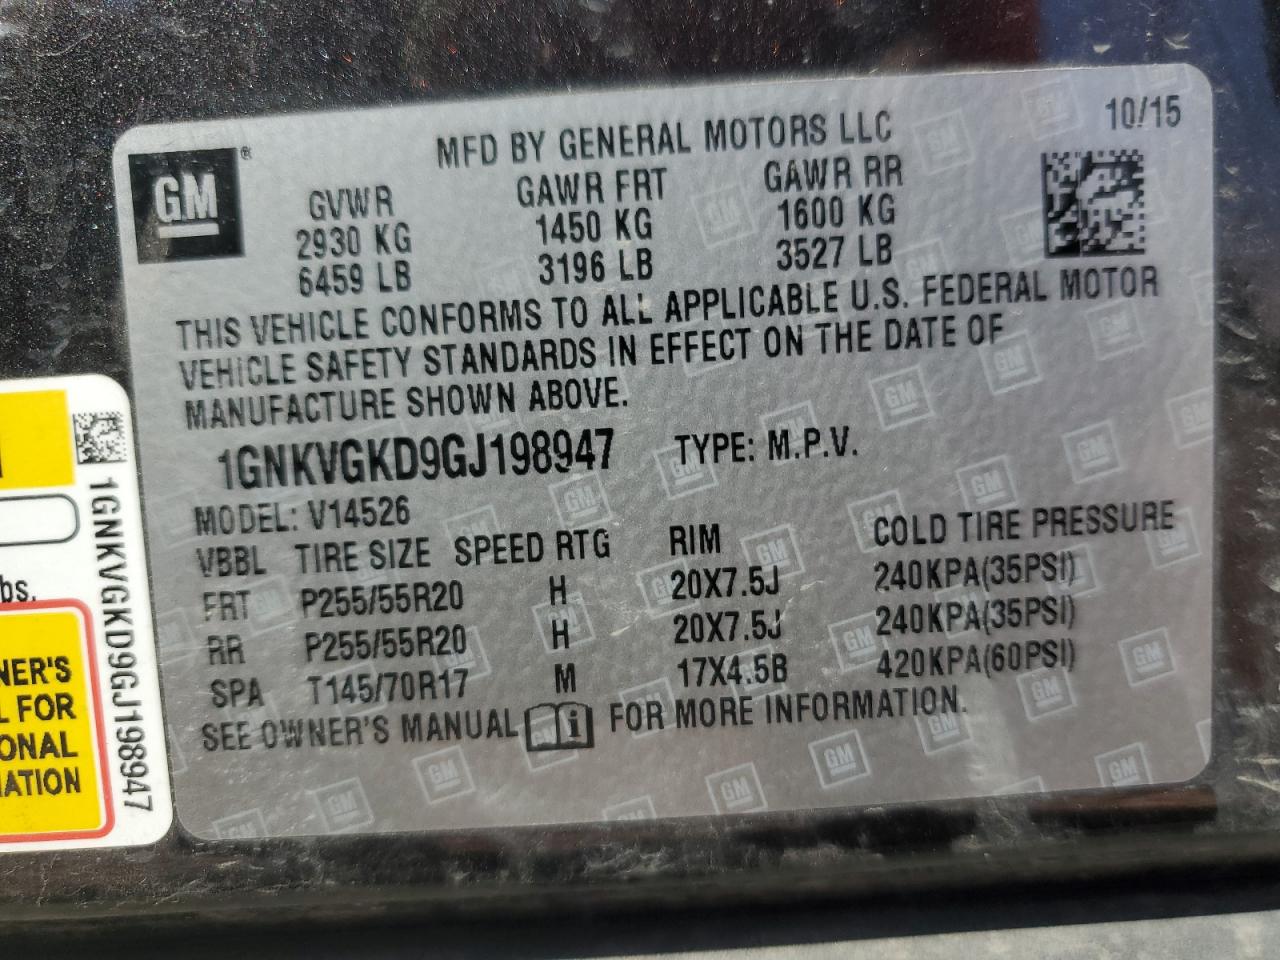 10/15
MFD BY GENERAL MOTORS LLC
GM ®
GVWR GAWR FRT GAWR RR
2930 KG 1450 KG 1600 KG
6459 LB 3196 LB 3527 LB
THIS VEHICLE CONFORMS TO ALL APPLICABLE U.S. FEDERAL MOTOR
VEHICLE SAFETY STANDARDS IN EFFECT ON THE DATE OF
MANUFACTURE SHOWN ABOVE.
1GNKVGKD9GJ198947 TYPE: M.P.V.
MODEL: V14526
VBBL TIRE SIZE SPEED RTG RIM COLD TIRE PRESSURE
FRT P255/55R20 H 20X7.5J 240KPA(35PSI)
RR P255/55R20 H 20X7.5J 240KPA(35PSI)
SPA T145/70R17 M 17X4.5B 420KPA(60PSI)
SEE OWNER'S MANUAL i FOR MORE INFORMATION.
1GNKVGKD9GJ198947
bs.
NER'S
L FOR
ONAL
ATION